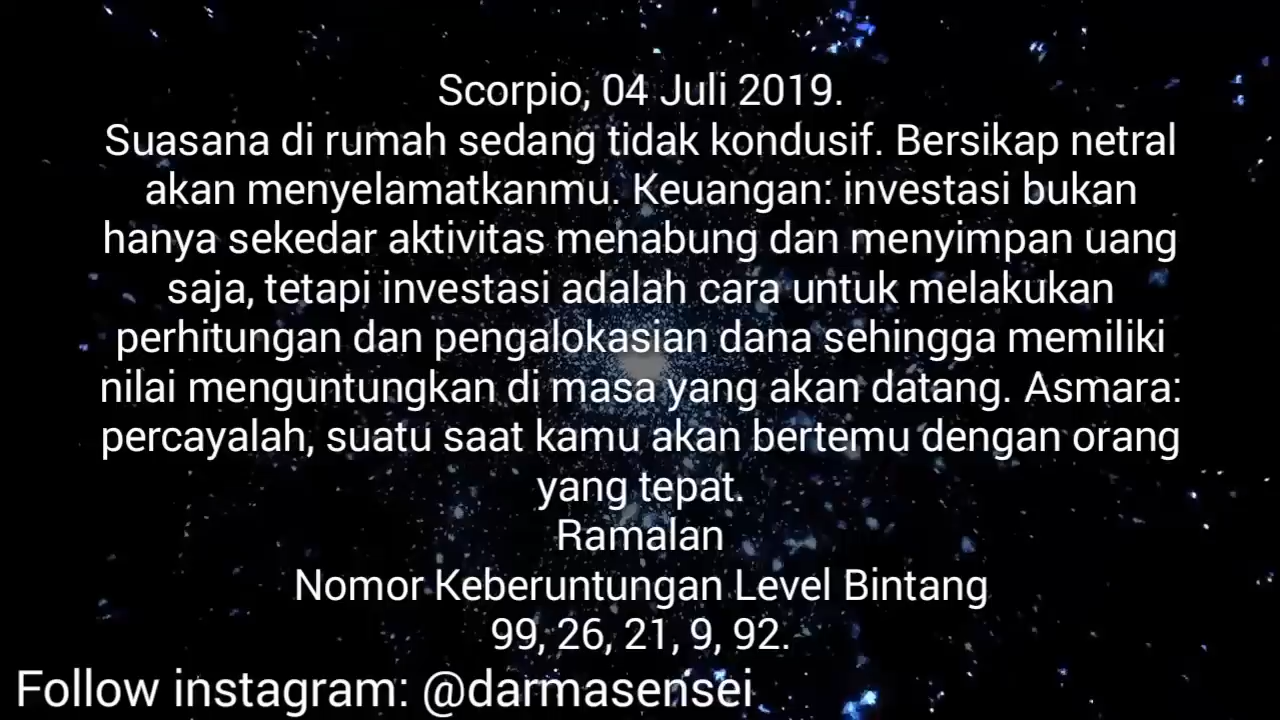 Scorpio, 04 Juli 2019.
Suasana di rumah sedang tidak kondusif. Bersikap netral
akan menyelamatkanmu. Keuangan: investasi bukan
hanya sekedar aktivitas menabung dan menyimpan uang
saja, tetapi investasi adalah cara untuk melakukan
perhitungan dan pengalokasian dana sehingga memiliki
nilai menguntungkan di masa yang akan datang. Asmara:
percayalah, suatu saat kamu akan bertemu dengan orang
yang tepat.
Ramalan
Nomor Keberuntungan Level Bintang
99, 26, 21, 9, 92.
Follow instagram: @darmasensei